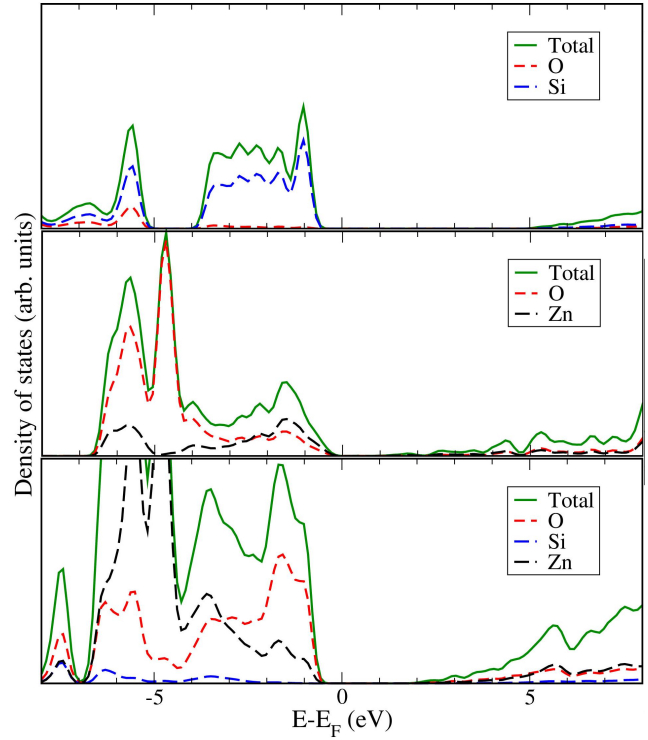 Total
O
Si
Total
O
Zn
Total
O
Si
Zn
Density of states (arb. units)
-5
0
5
E-E_F (eV)